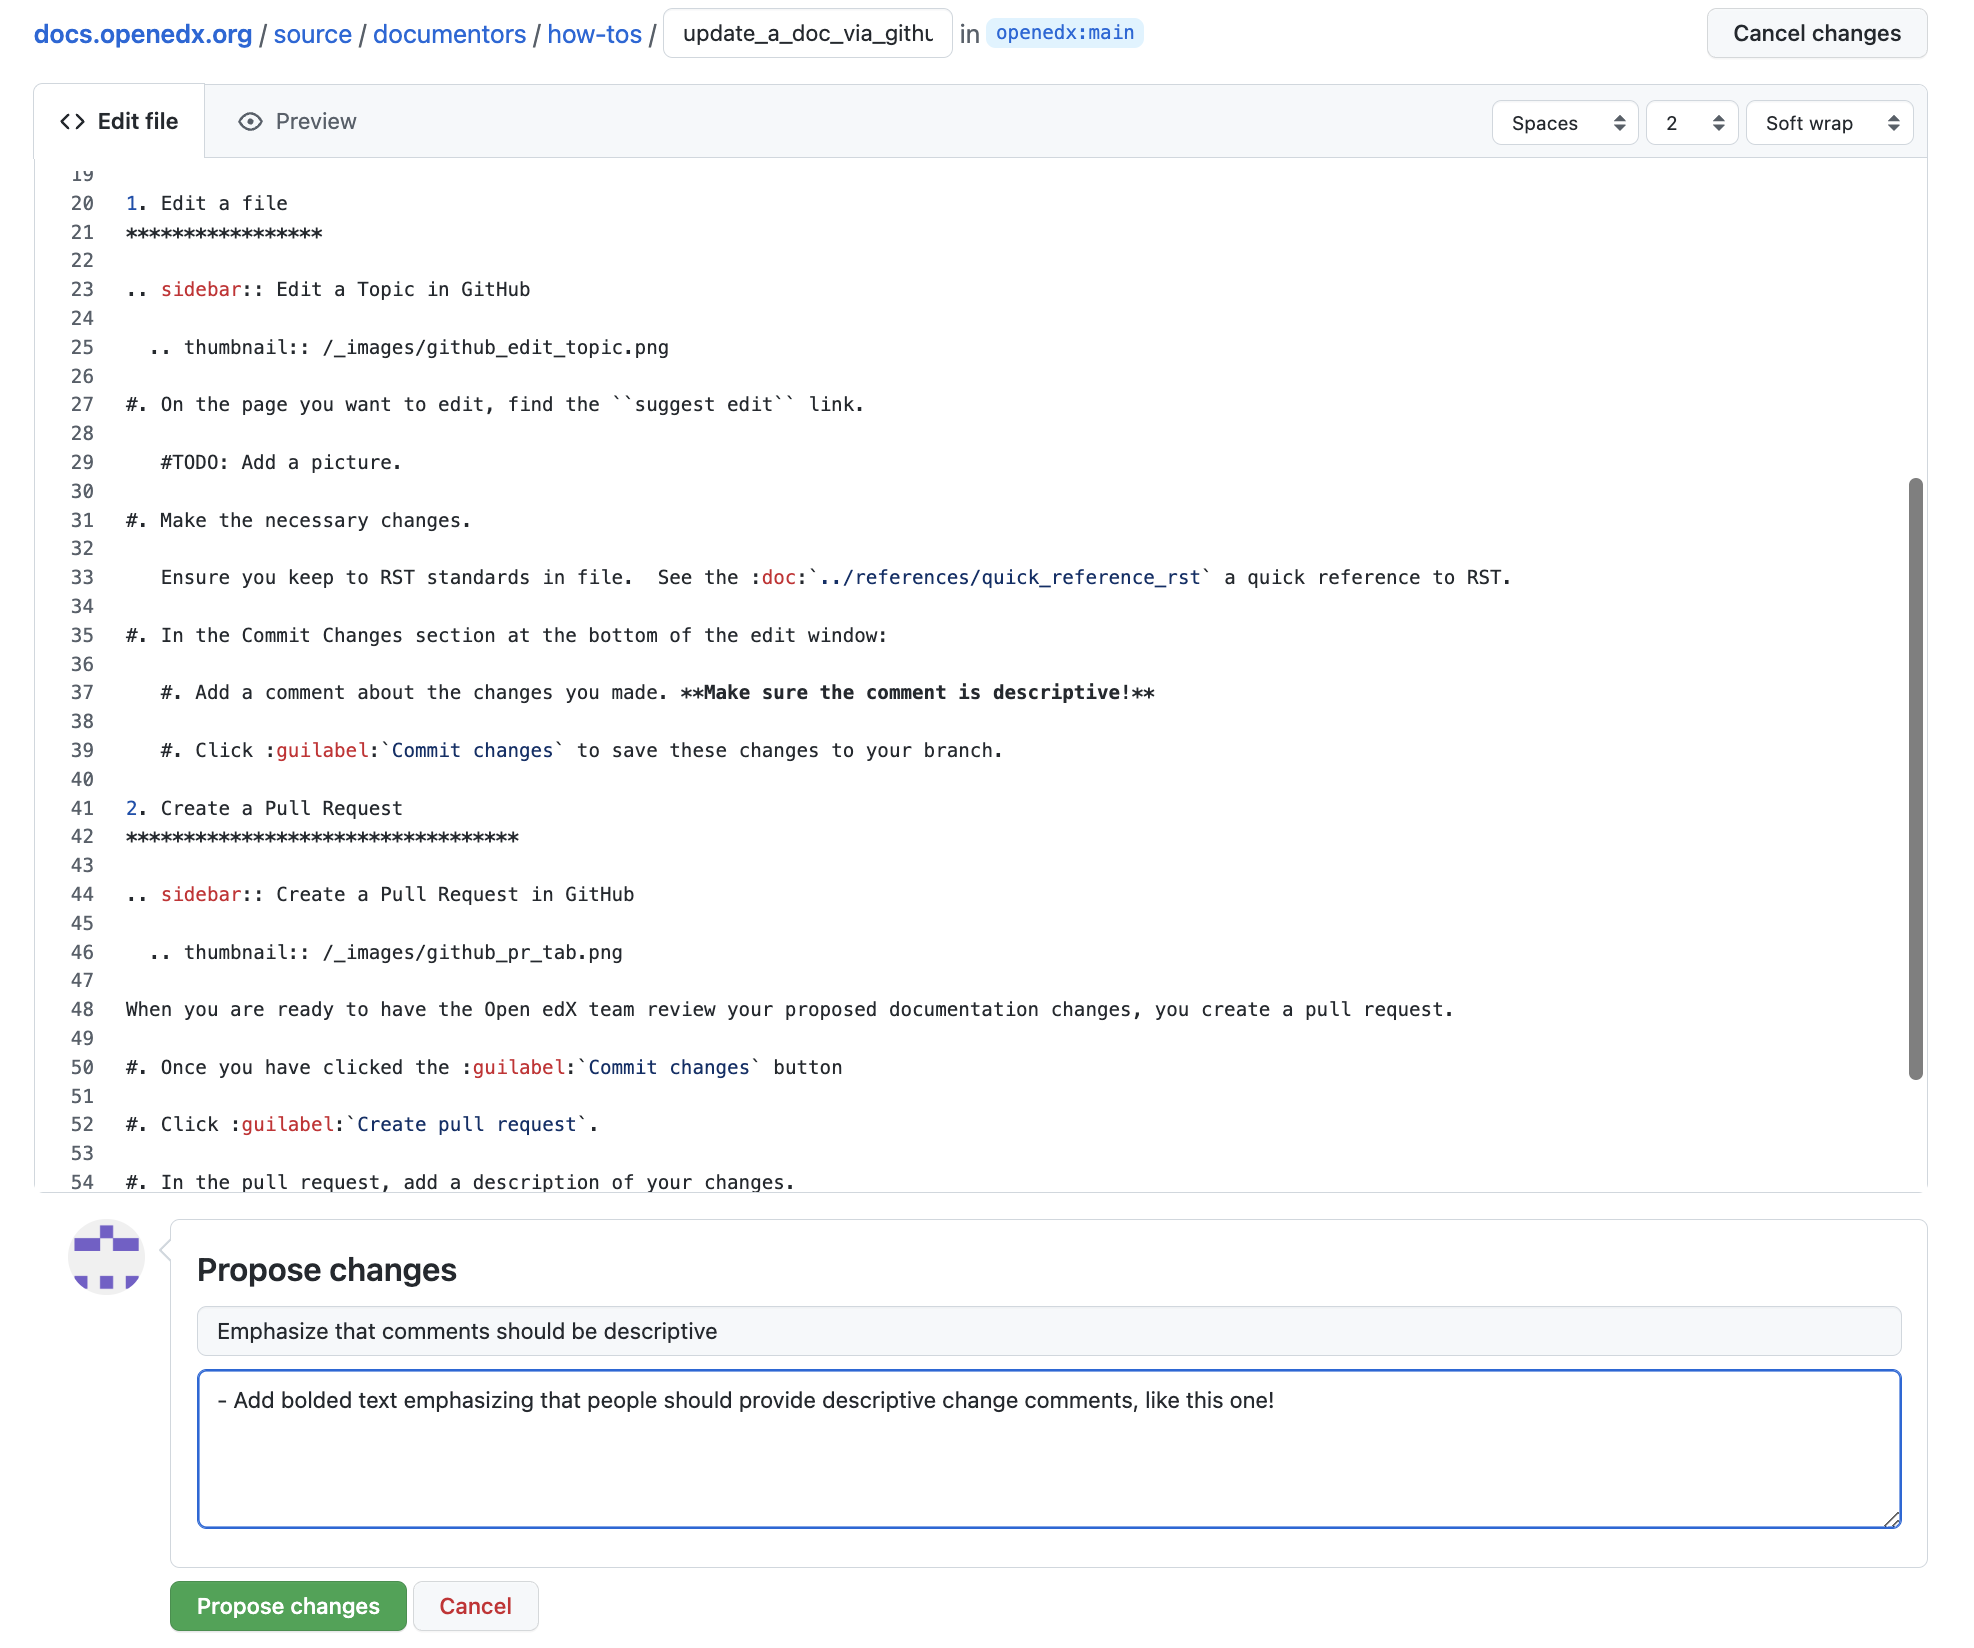 docs.openedx.org / source / documentors / how-tos / update_a_doc_via_githu in openedx:main Cancel changes
Edit file Preview Spaces 2 Soft wrap
19
20 1. Edit a file
21 *****************
22
23 .. sidebar:: Edit a Topic in GitHub
24
25   .. thumbnail:: /_images/github_edit_topic.png
26
27 #. On the page you want to edit, find the ``suggest edit`` link.
28
29    #TODO: Add a picture.
30
31 #. Make the necessary changes.
32
33    Ensure you keep to RST standards in file.  See the :doc:`../references/quick_reference_rst` a quick reference to RST.
34
35 #. In the Commit Changes section at the bottom of the edit window:
36
37    #. Add a comment about the changes you made. **Make sure the comment is descriptive!**
38
39    #. Click :guilabel:`Commit changes` to save these changes to your branch.
40
41 2. Create a Pull Request
42 **********************************
43
44 .. sidebar:: Create a Pull Request in GitHub
45
46   .. thumbnail:: /_images/github_pr_tab.png
47
48 When you are ready to have the Open edX team review your proposed documentation changes, you create a pull request.
49
50 #. Once you have clicked the :guilabel:`Commit changes` button
51
52 #. Click :guilabel:`Create pull request`.
53
54 #. In the pull request, add a description of your changes.
Propose changes
Emphasize that comments should be descriptive
- Add bolded text emphasizing that people should provide descriptive change comments, like this one!
Propose changes Cancel